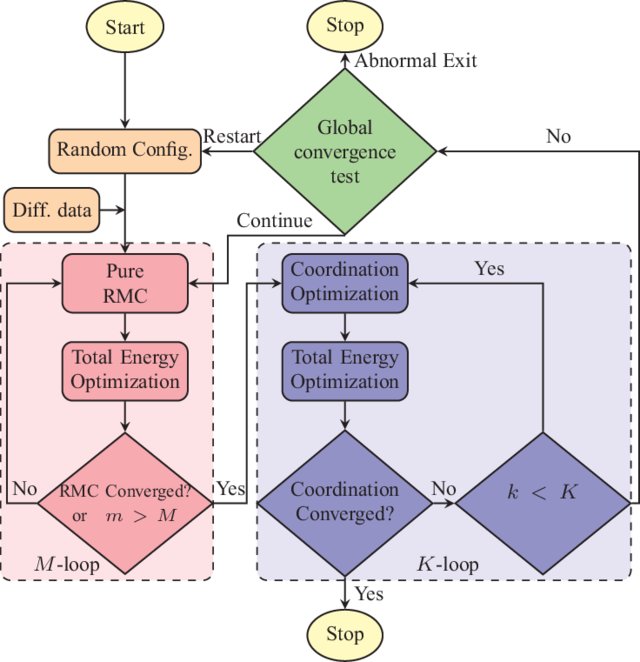 Start
Stop
Abnormal Exit
Global
convergence
test
Restart
No
Random Config.
Diff. data
Continue
Pure
RMC
Coordination
Optimization
Yes
Total Energy
Optimization
Total Energy
Optimization
No
RMC Converged?
or m > M
Yes
Coordination
Converged?
No
k < K
M-loop
K-loop
Yes
Stop